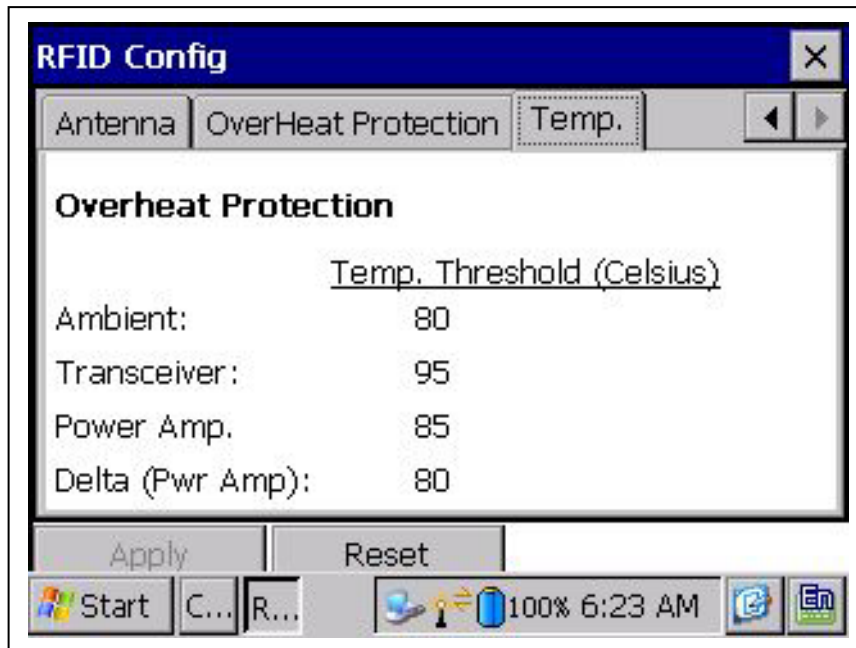 RFID Config
Antenna OverHeat Protection Temp.
Overheat Protection
Temp. Threshold (Celsius)
Ambient: 80
Transceiver: 95
Power Amp. 85
Delta (Pwr Amp): 80
Apply Reset
Start C... R... 100% 6:23 AM En